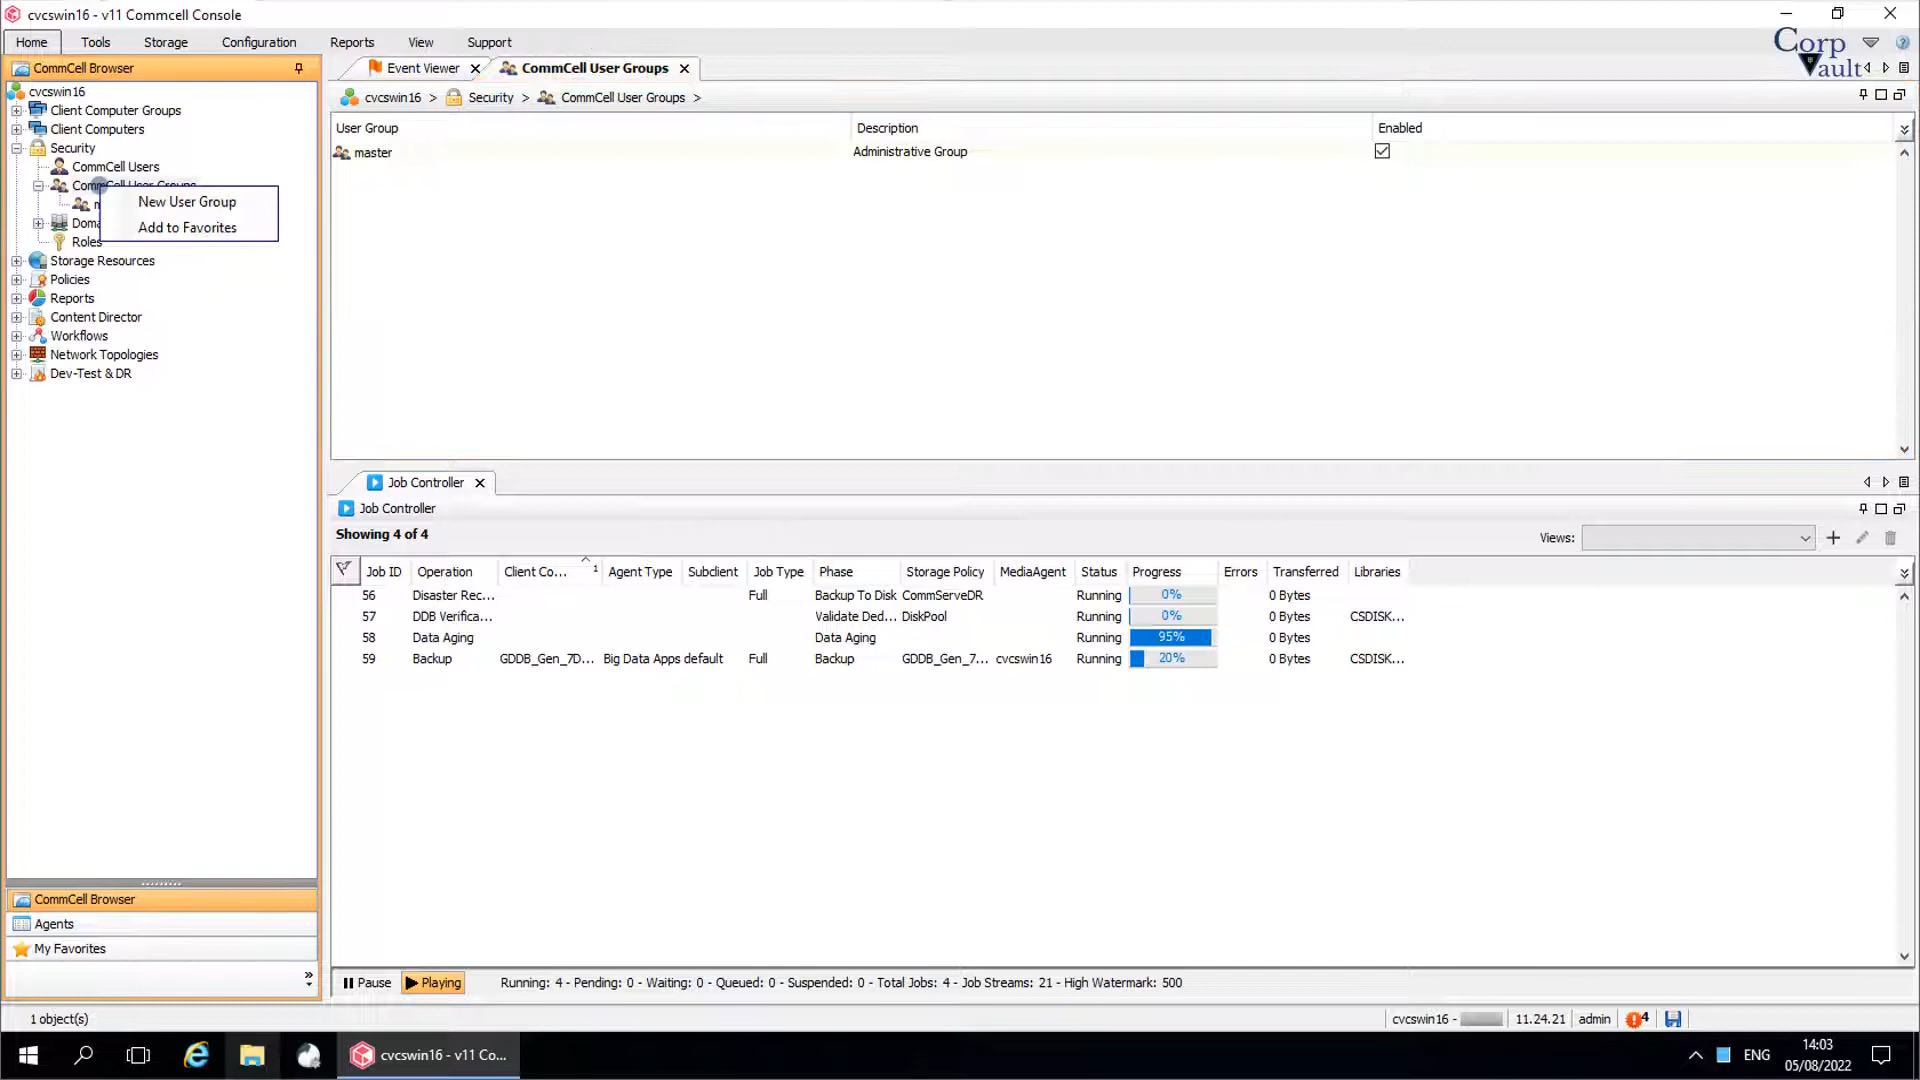 cvcswin16 - v11 Commcell Console
Home Tools Storage Configuration Reports View Support
Corp Vault
CommCell Browser
cvcswin16
Client Computer Groups
Client Computers
Security
CommCell Users
CommCell User Groups
New User Group
Add to Favorites
Roles
Storage Resources
Policies
Reports
Content Director
Workflows
Network Topologies
Dev-Test & DR
CommCell Browser
Agents
My Favorites
Event Viewer CommCell User Groups
cvcswin16 > Security > CommCell User Groups >
User Group Description Enabled
master Administrative Group
Job Controller
Job Controller
Showing 4 of 4
Views:
Job ID Operation Client Co... 1 Agent Type Subclient Job Type Phase Storage Policy MediaAgent Status Progress Errors Transferred Libraries
56 Disaster Rec... Full Backup To Disk CommServeDR Running 0% 0 Bytes
57 DDB Verifica... Validate Ded... DiskPool Running 0% 0 Bytes CSDISK...
58 Data Aging Data Aging Running 95% 0 Bytes
59 Backup GDDB_Gen_7D... Big Data Apps default Full Backup GDDB_Gen_7... cvcswin16 Running 20% 0 Bytes CSDISK...
Pause Playing Running: 4 - Pending: 0 - Waiting: 0 - Queued: 0 - Suspended: 0 - Total Jobs: 4 - Job Streams: 21 - High Watermark: 500
1 object(s) cvcswin16 - 11.24.21 admin 4
cvcswin16 - v11 Co... ENG 14:03
05/08/2022